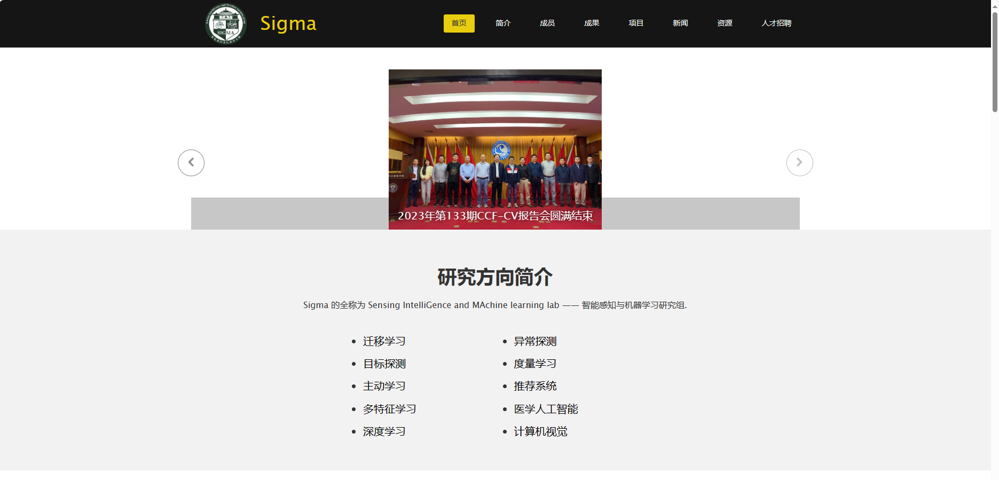 SIGMA
Sigma
首页 简介 成员 成果 项目 新闻 资源 人才招聘
2023年第133期CCF-CV报告会圆满结束
研究方向简介
Sigma 的全称为 Sensing IntelliGence and MAchine learning lab —— 智能感知与机器学习研究组.
迁移学习
目标探测
主动学习
多特征学习
深度学习
异常探测
度量学习
推荐系统
医学人工智能
计算机视觉